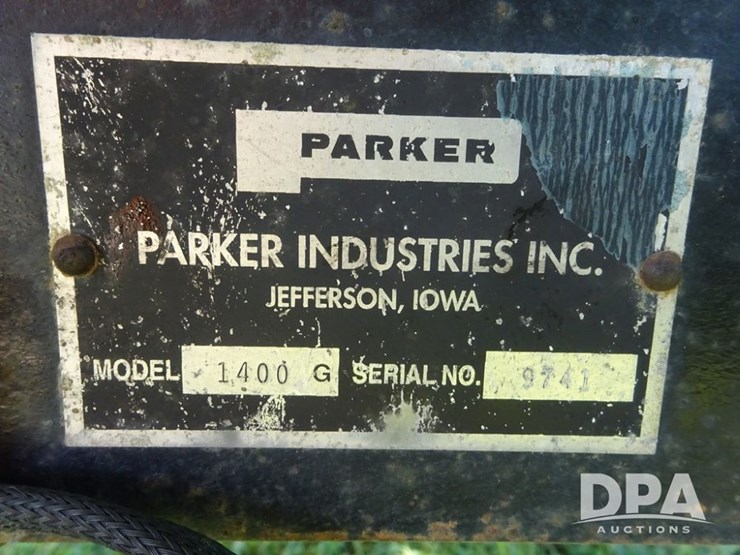 PARKER
PARKER INDUSTRIES INC.
JEFFERSON, IOWA
MODEL 1400 G SERIAL NO. 9741
DPA
AUCTIONS